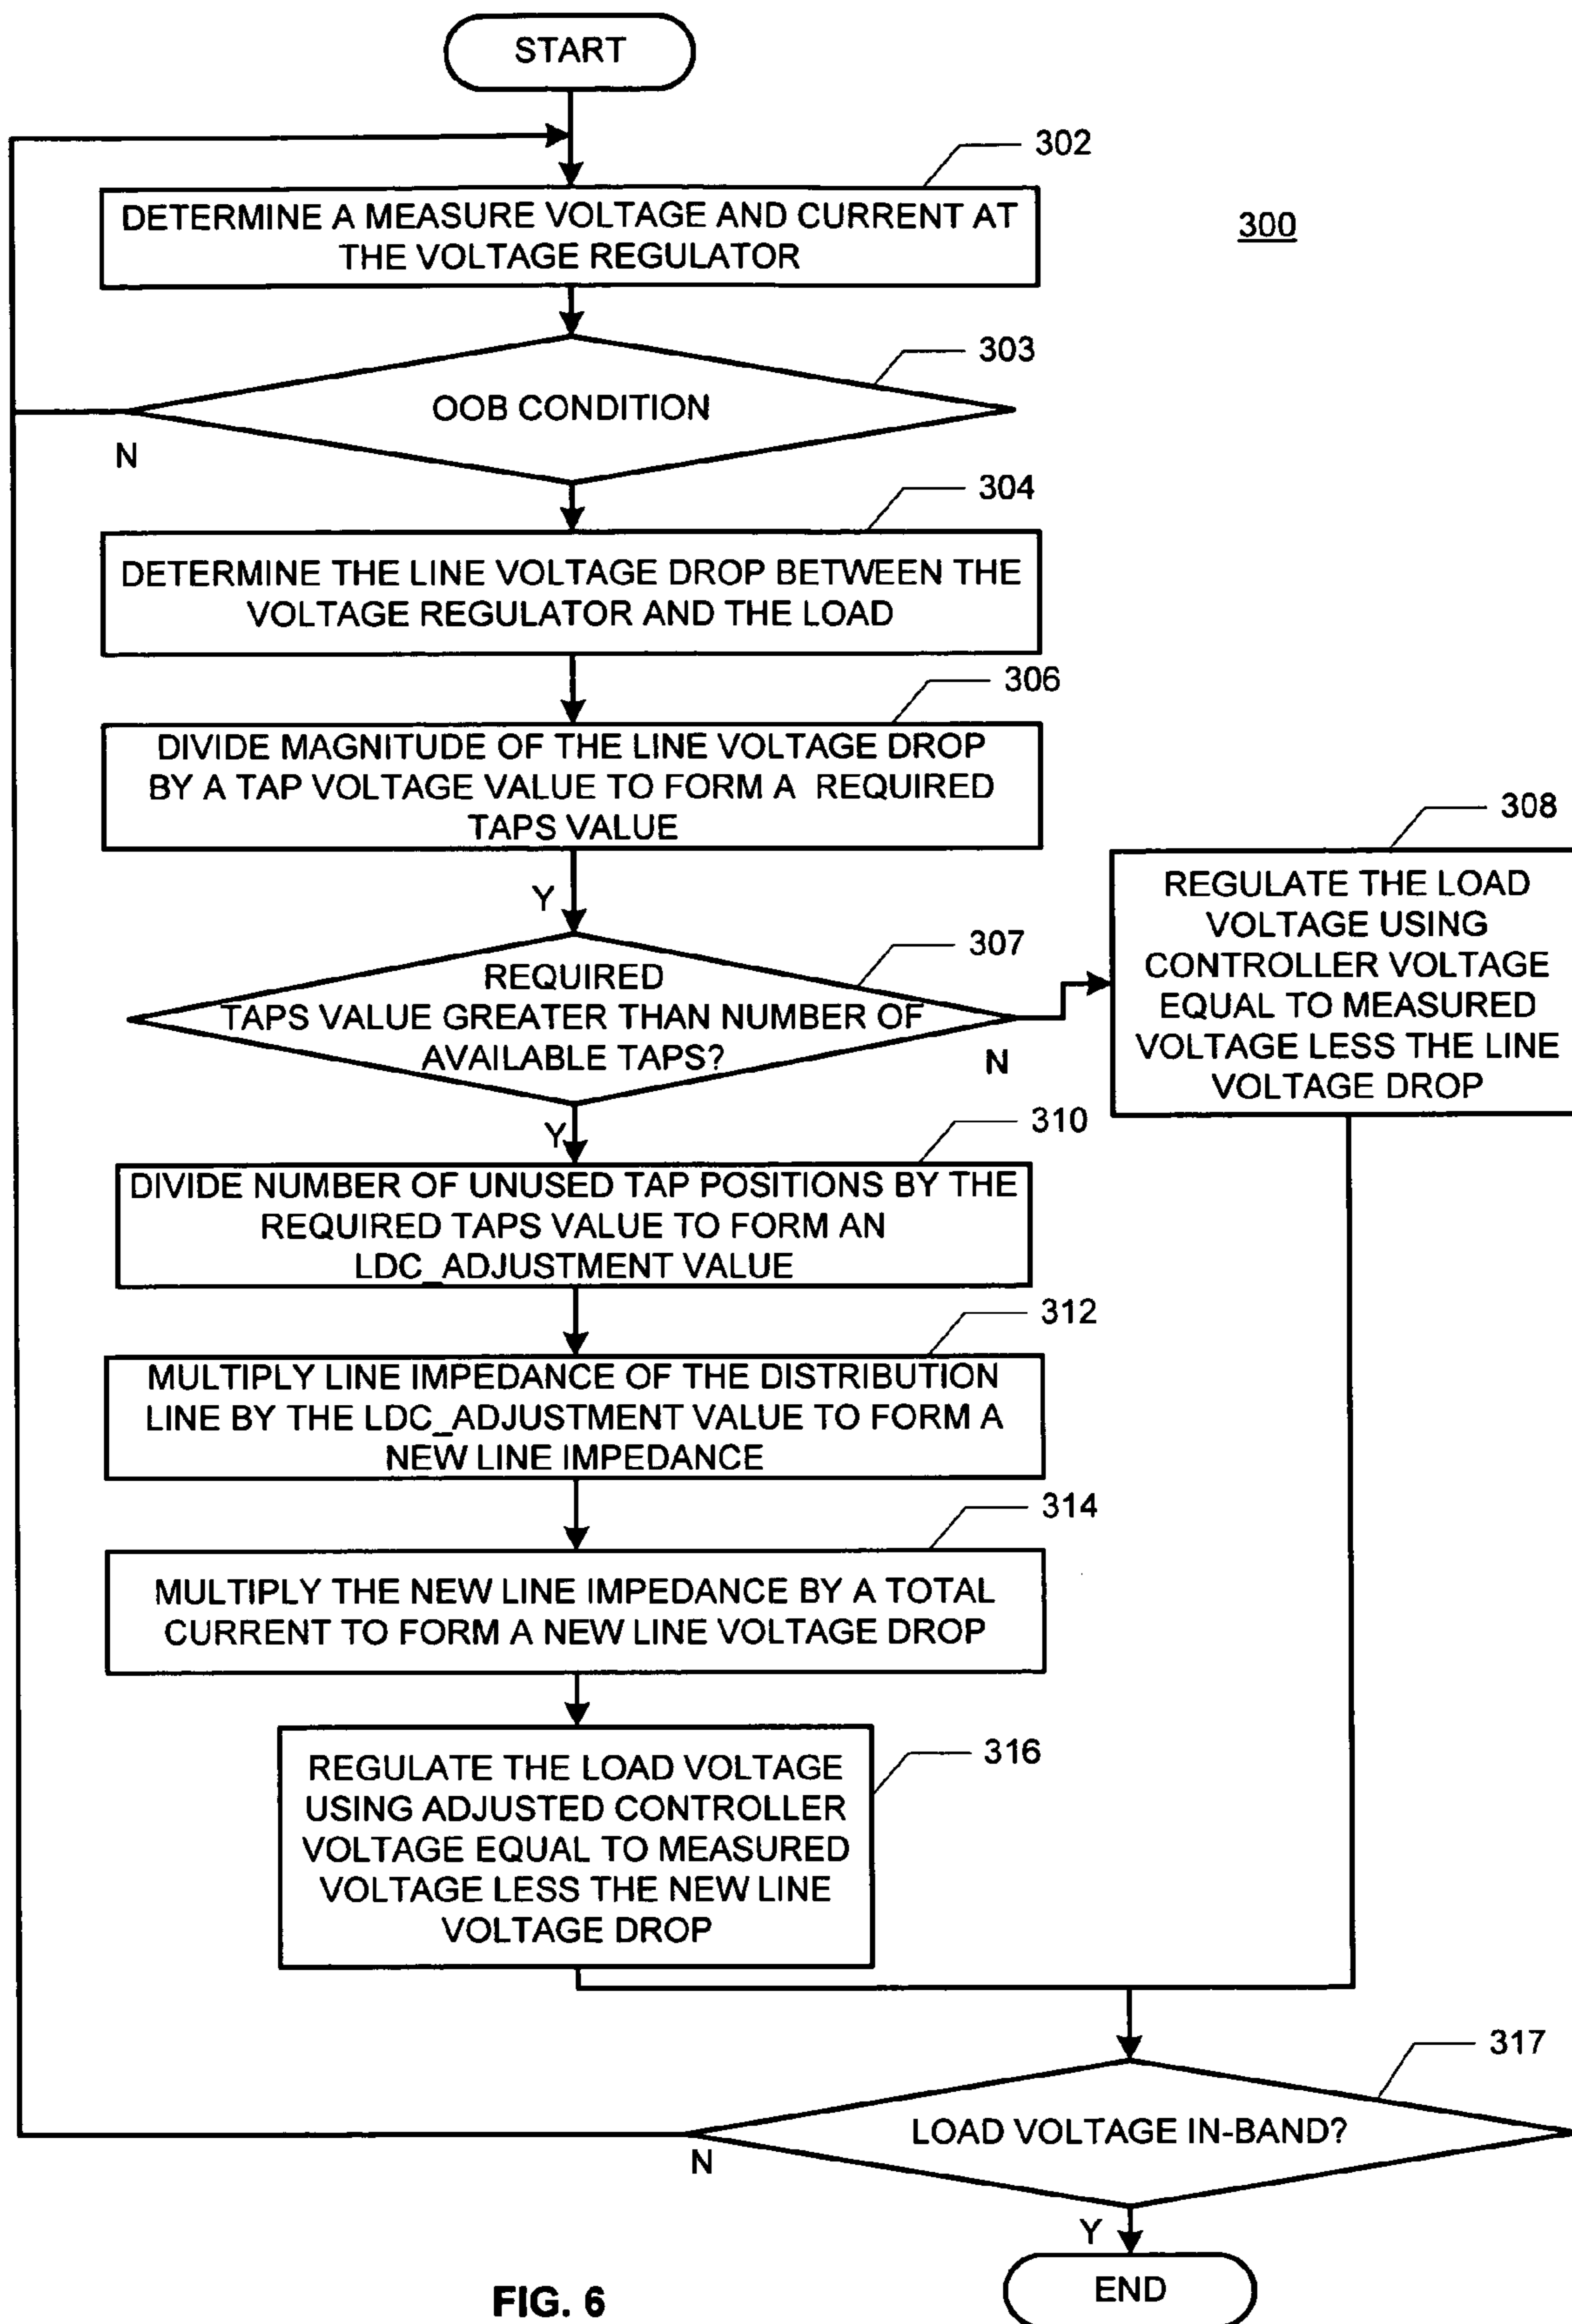 START
302
DETERMINE A MEASURE VOLTAGE AND CURRENT AT
THE VOLTAGE REGULATOR
300
303
OOB CONDITION
N
304
DETERMINE THE LINE VOLTAGE DROP BETWEEN THE
VOLTAGE REGULATOR AND THE LOAD
306
DIVIDE MAGNITUDE OF THE LINE VOLTAGE DROP
BY A TAP VOLTAGE VALUE TO FORM A REQUIRED
TAPS VALUE
308
REGULATE THE LOAD
VOLTAGE USING
CONTROLLER VOLTAGE
EQUAL TO MEASURED
VOLTAGE LESS THE LINE
VOLTAGE DROP
Y
307
REQUIRED
TAPS VALUE GREATER THAN NUMBER OF
AVAILABLE TAPS?
N
Y
310
DIVIDE NUMBER OF UNUSED TAP POSITIONS BY THE
REQUIRED TAPS VALUE TO FORM AN
LDC_ADJUSTMENT VALUE
312
MULTIPLY LINE IMPEDANCE OF THE DISTRIBUTION
LINE BY THE LDC_ADJUSTMENT VALUE TO FORM A
NEW LINE IMPEDANCE
314
MULTIPLY THE NEW LINE IMPEDANCE BY A TOTAL
CURRENT TO FORM A NEW LINE VOLTAGE DROP
316
REGULATE THE LOAD VOLTAGE
USING ADJUSTED CONTROLLER
VOLTAGE EQUAL TO MEASURED
VOLTAGE LESS THE NEW LINE
VOLTAGE DROP
317
LOAD VOLTAGE IN-BAND?
N
Y
END
FIG. 6